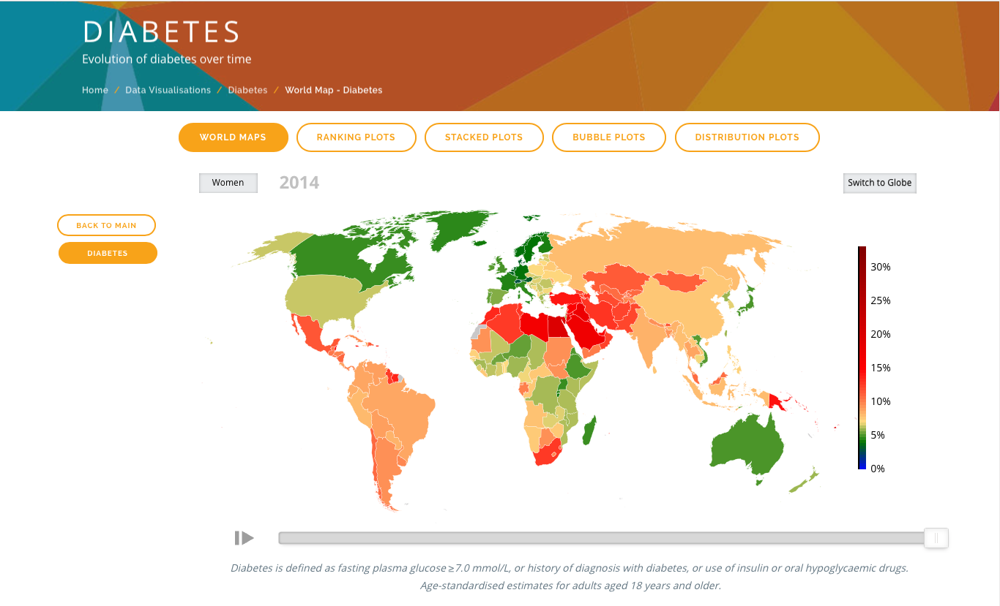 DIABETES
Evolution of diabetes over time
Home / Data Visualisations / Diabetes / World Map - Diabetes
WORLD MAPS
RANKING PLOTS
STACKED PLOTS
BUBBLE PLOTS
DISTRIBUTION PLOTS
Women
2014
Switch to Globe
BACK TO MAIN
DIABETES
30%
25%
20%
15%
10%
5%
0%
Diabetes is defined as fasting plasma glucose ≥7.0 mmol/L, or history of diagnosis with diabetes, or use of insulin or oral hypoglycaemic drugs.
Age-standardised estimates for adults aged 18 years and older.